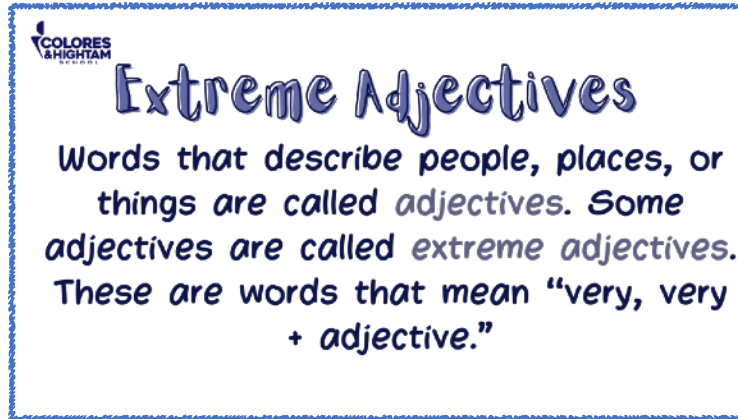 COLORES
& HIGHTAM
SCHOOL
Extreme Adjectives
Words that describe people, places, or
things are called adjectives. Some
adjectives are called extreme adjectives.
These are words that mean “very, very
+ adjective.”